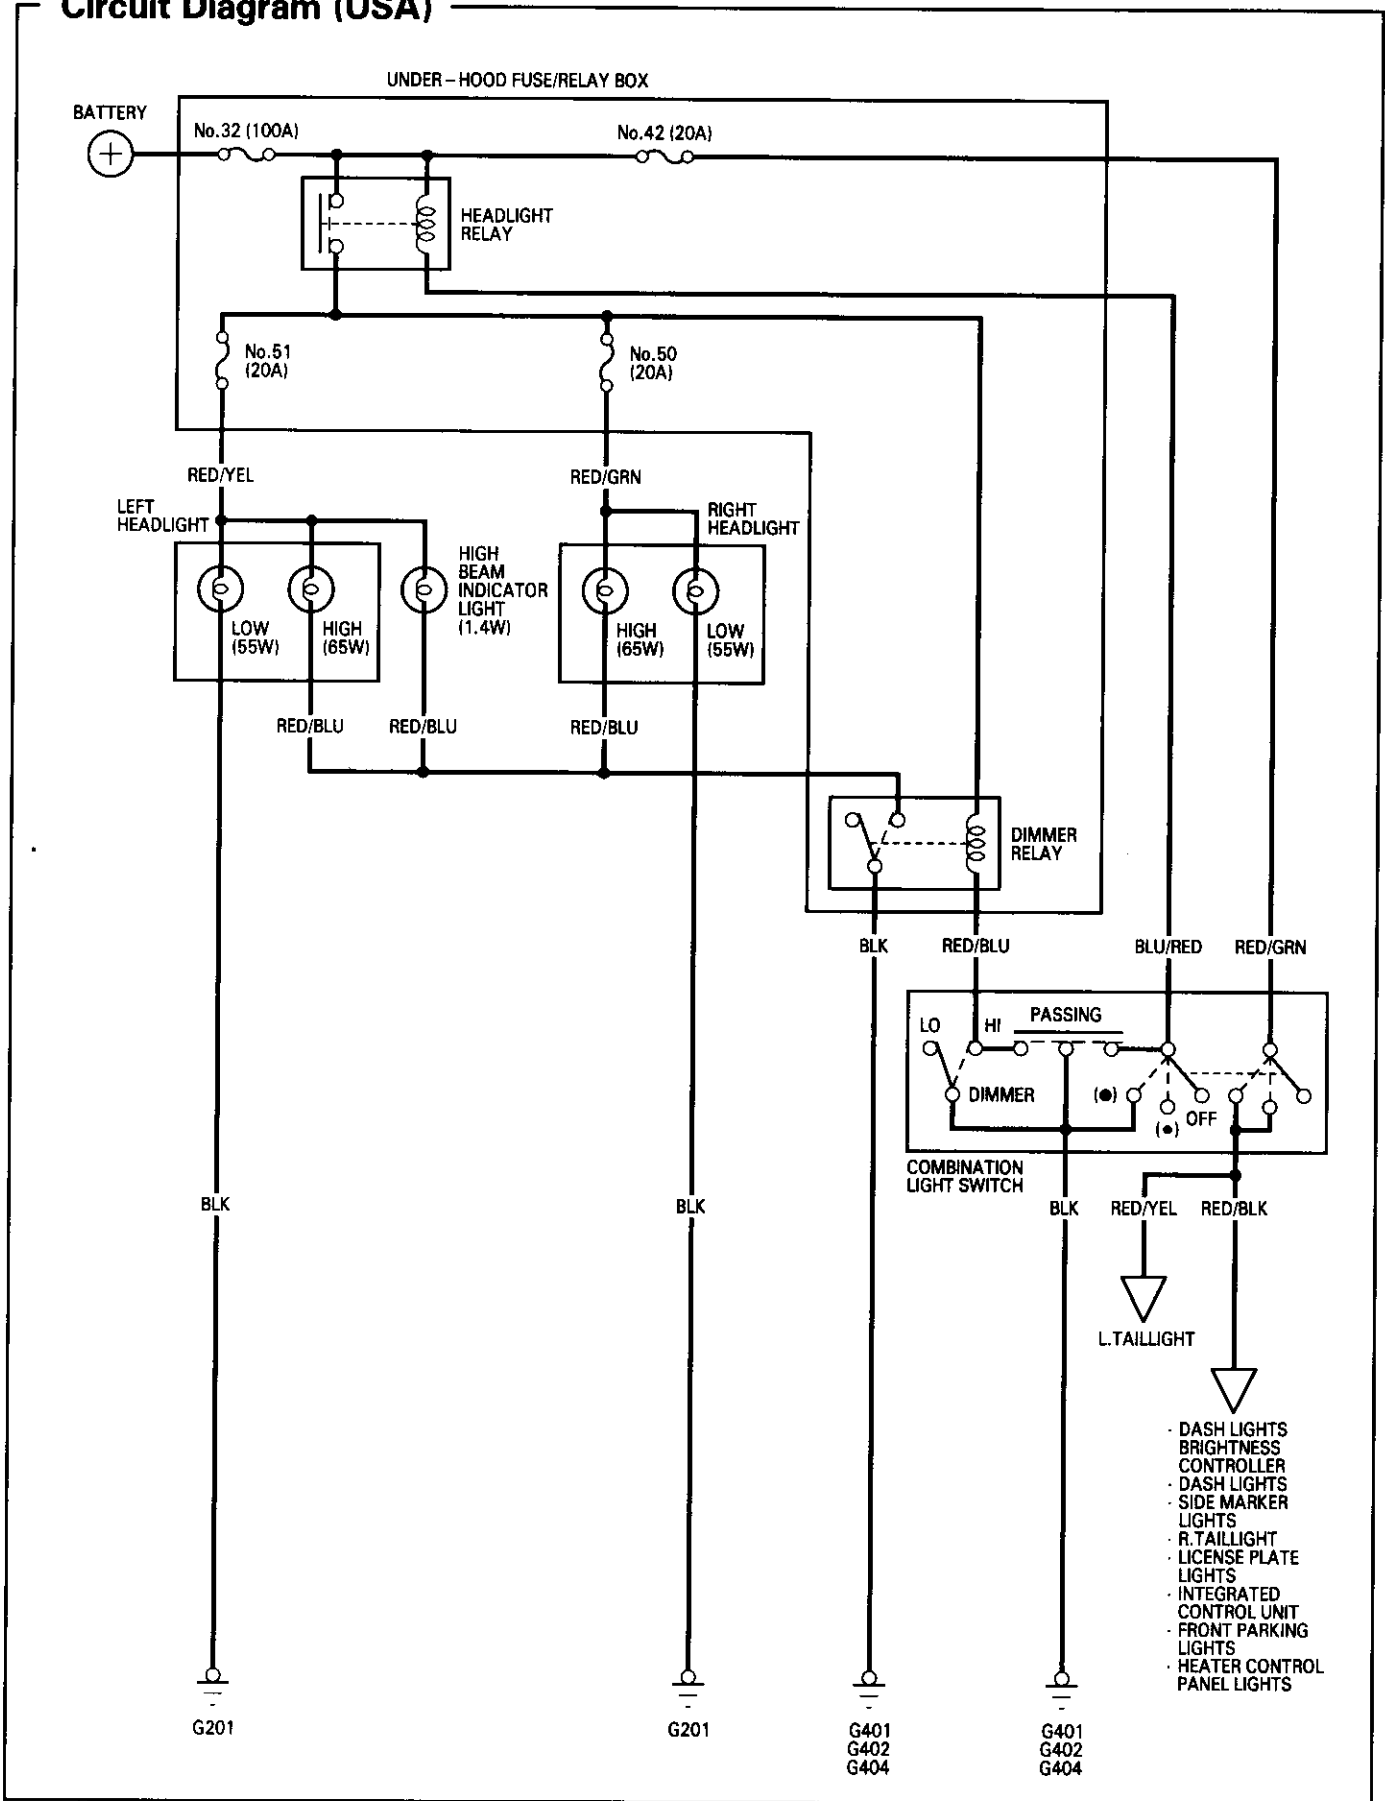 Circuit Diagram (USA)
UNDER-HOOD FUSE/RELAY BOX
BATTERY
+
No.32 (100A)
No.42 (20A)
HEADLIGHT
RELAY
No.51
(20A)
No.50
(20A)
RED/YEL
RED/GRN
LEFT
HEADLIGHT
RIGHT
HEADLIGHT
HIGH
BEAM
INDICATOR
LIGHT
(1.4W)
LOW
(55W)
HIGH
(65W)
HIGH
(65W)
LOW
(55W)
RED/BLU
RED/BLU
RED/BLU
DIMMER
RELAY
BLK
RED/BLU
BLU/RED
RED/GRN
LO
HI
PASSING
DIMMER
OFF
COMBINATION
LIGHT SWITCH
BLK
BLK
BLK
RED/YEL
RED/BLK
L.TAILLIGHT
· DASH LIGHTS
BRIGHTNESS
CONTROLLER
· DASH LIGHTS
· SIDE MARKER
LIGHTS
· R.TAILLIGHT
· LICENSE PLATE
LIGHTS
· INTEGRATED
CONTROL UNIT
· FRONT PARKING
LIGHTS
· HEATER CONTROL
PANEL LIGHTS
G201
G201
G401
G402
G404
G401
G402
G404